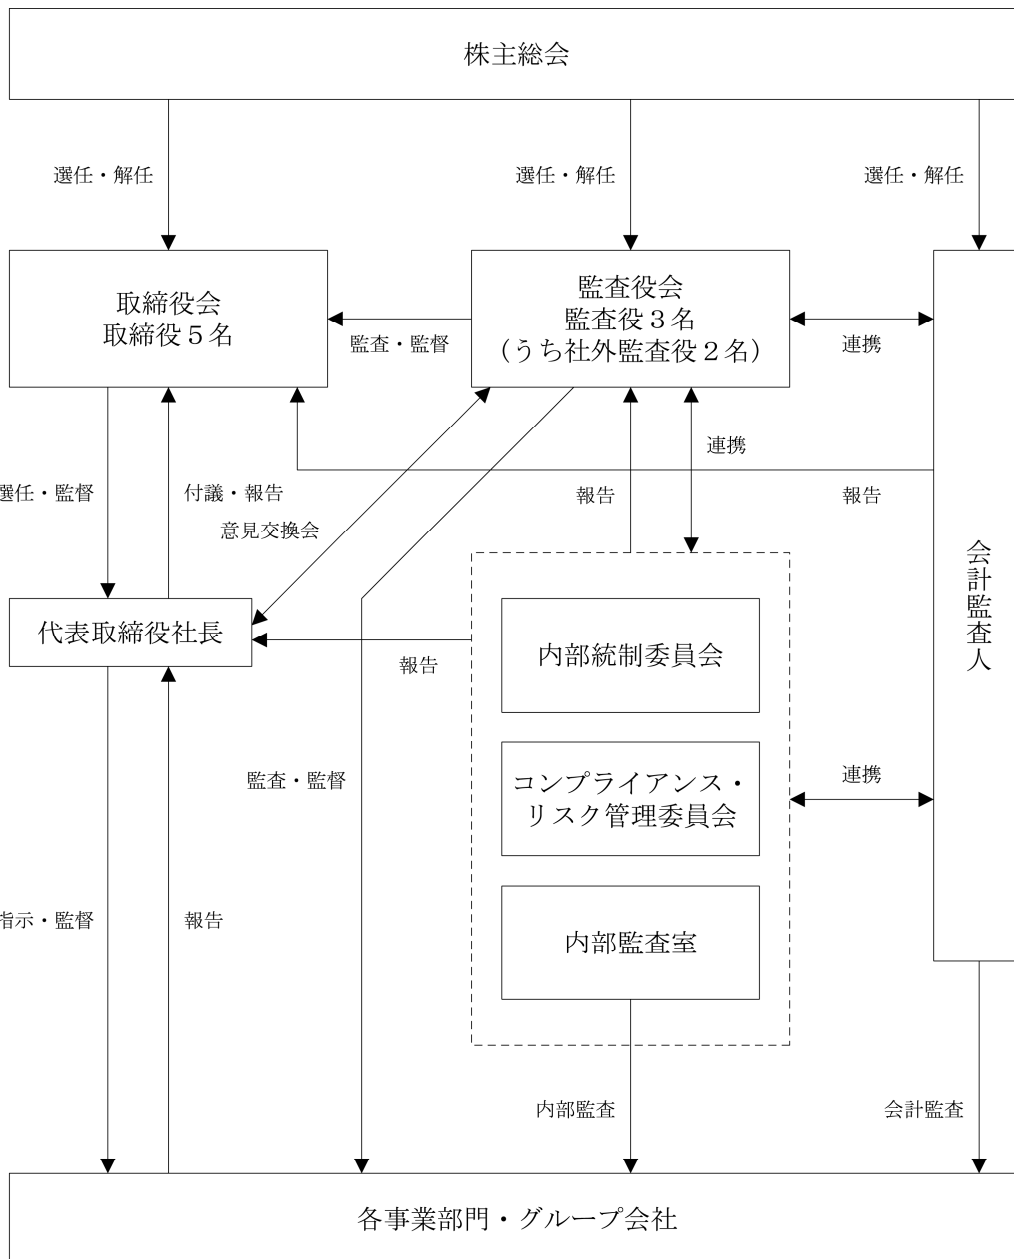 株主総会
選任・解任
選任・解任
選任・解任
取締役会
取締役５名
監査役会
監査役３名
（うち社外監査役２名）
監査・監督
連携
連携
選任・監督
付議・報告
報告
報告
意見交換会
会計監査人
代表取締役社長
報告
内部統制委員会
監査・監督
コンプライアンス・
リスク管理委員会
連携
指示・監督
報告
内部監査室
内部監査
会計監査
各事業部門・グループ会社